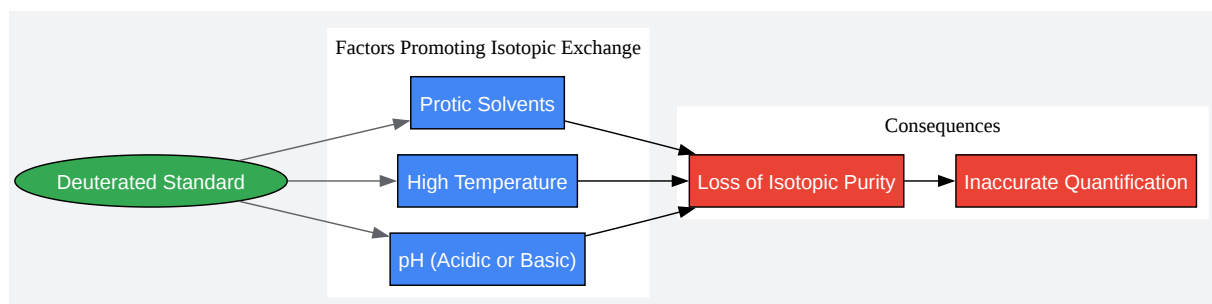 Factors Promoting Isotopic Exchange
Protic Solvents
Consequences
Deuterated Standard
High Temperature
Loss of Isotopic Purity
Inaccurate Quantification
pH (Acidic or Basic)